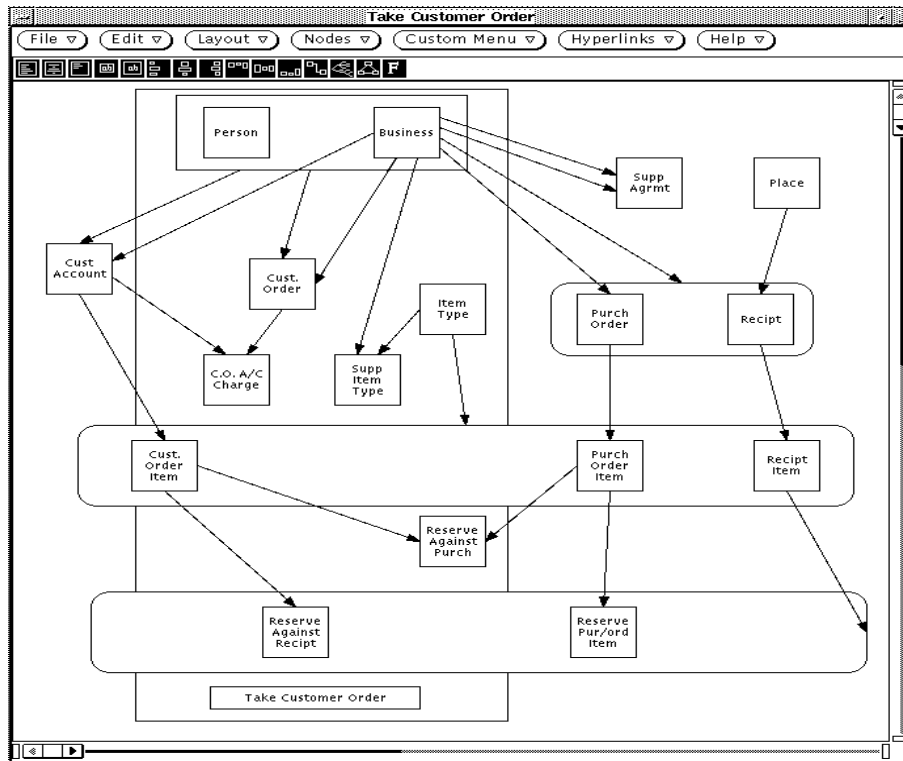 Take Customer Order
File Edit Layout Nodes Custom Menu Hyperlinks Help
F
Person
Business
Supp
Agrmt
Place
Cust
Account
Cust.
Order
Item
Type
Purch
Order
Recipt
C.O. A/C
Charge
Supp
Item
Type
Cust.
Order
Item
Purch
Order
Item
Recipt
Item
Reserve
Against
Purch
Reserve
Against
Recipt
Reserve
Pur/ord
Item
Take Customer Order